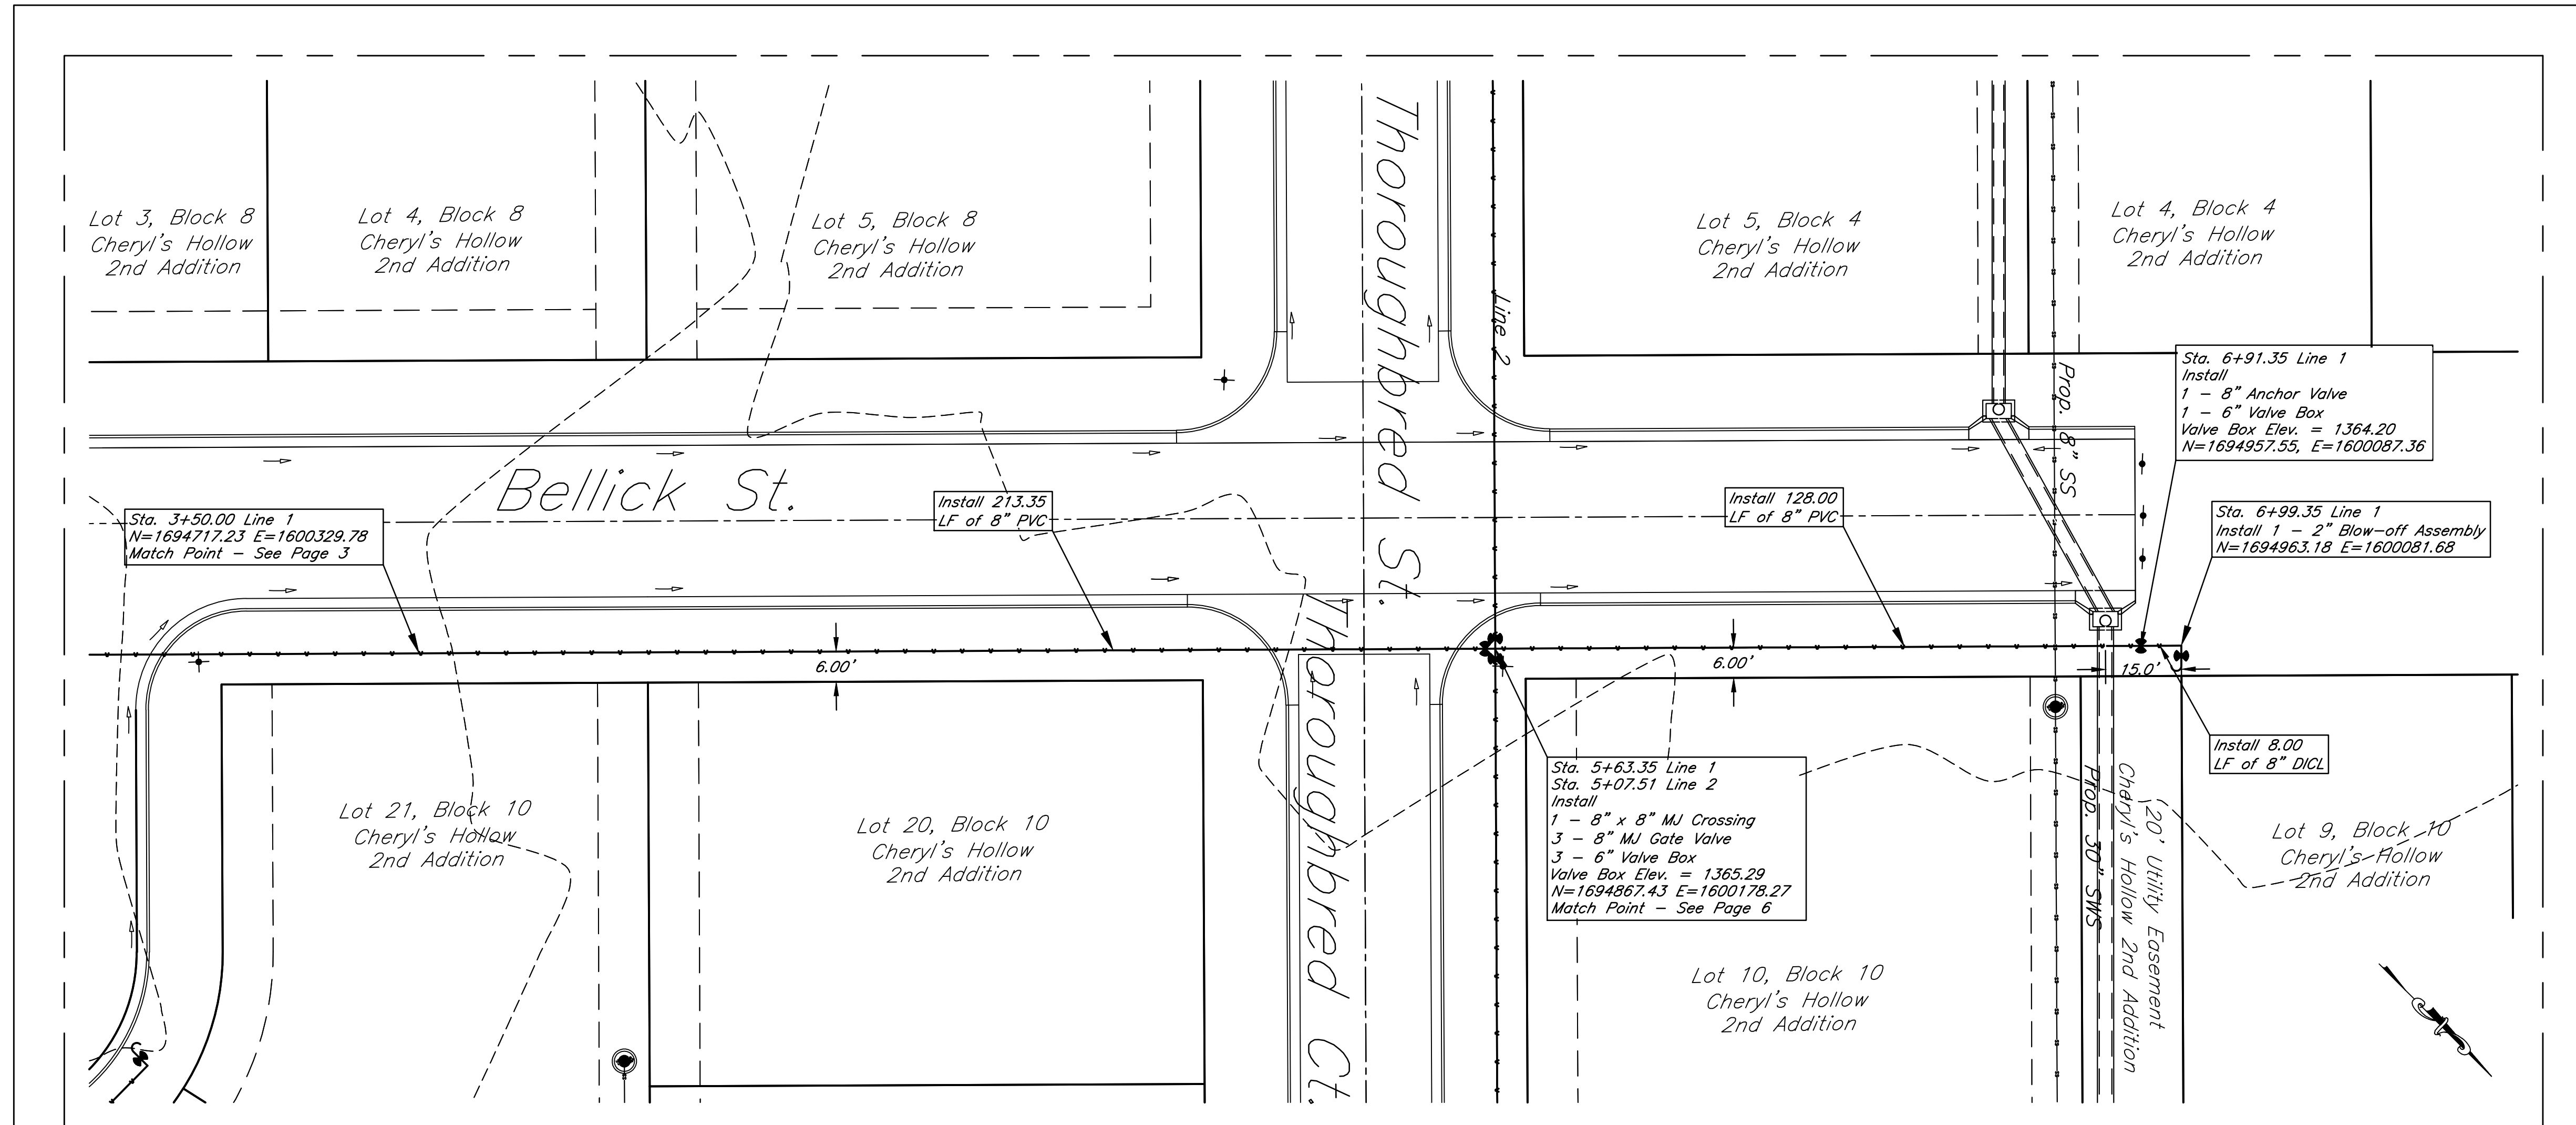 Lot 3, Block 8
Cheryl's Hollow
2nd Addition
Lot 4, Block 8
Cheryl's Hollow
2nd Addition
Lot 5, Block 8
Cheryl's Hollow
2nd Addition
Thoroughbred St.
Line 2
Lot 5, Block 4
Cheryl's Hollow
2nd Addition
Lot 4, Block 4
Cheryl's Hollow
2nd Addition
Prop. 8" SS
Sta. 6+91.35 Line 1
Install
1 - 8" Anchor Valve
1 - 6" Valve Box
Valve Box Elev. = 1364.20
N=1694957.55, E=1600087.36
Bellick St.
Sta. 3+50.00 Line 1
N=1694717.23 E=1600329.78
Match Point - See Page 3
Install 213.35
LF of 8" PVC
Install 128.00
LF of 8" PVC
Sta. 6+99.35 Line 1
Install 1 - 2" Blow-off Assembly
N=1694963.18 E=1600081.68
6.00'
6.00'
15.0'
Thoroughbred Ct.
Install 8.00
LF of 8" DICL
Sta. 5+63.35 Line 1
Sta. 5+07.51 Line 2
Install
1 - 8" x 8" MJ Crossing
3 - 8" MJ Gate Valve
3 - 6" Valve Box
Valve Box Elev. = 1365.29
N=1694867.43 E=1600178.27
Match Point - See Page 6
Lot 21, Block 10
Cheryl's Hollow
2nd Addition
Lot 20, Block 10
Cheryl's Hollow
2nd Addition
Lot 10, Block 10
Cheryl's Hollow
2nd Addition
Prop. 30" SWS
20' Utility Easement
Cheryl's Hollow 2nd Addition
Lot 9, Block 10
Cheryl's Hollow
2nd Addition